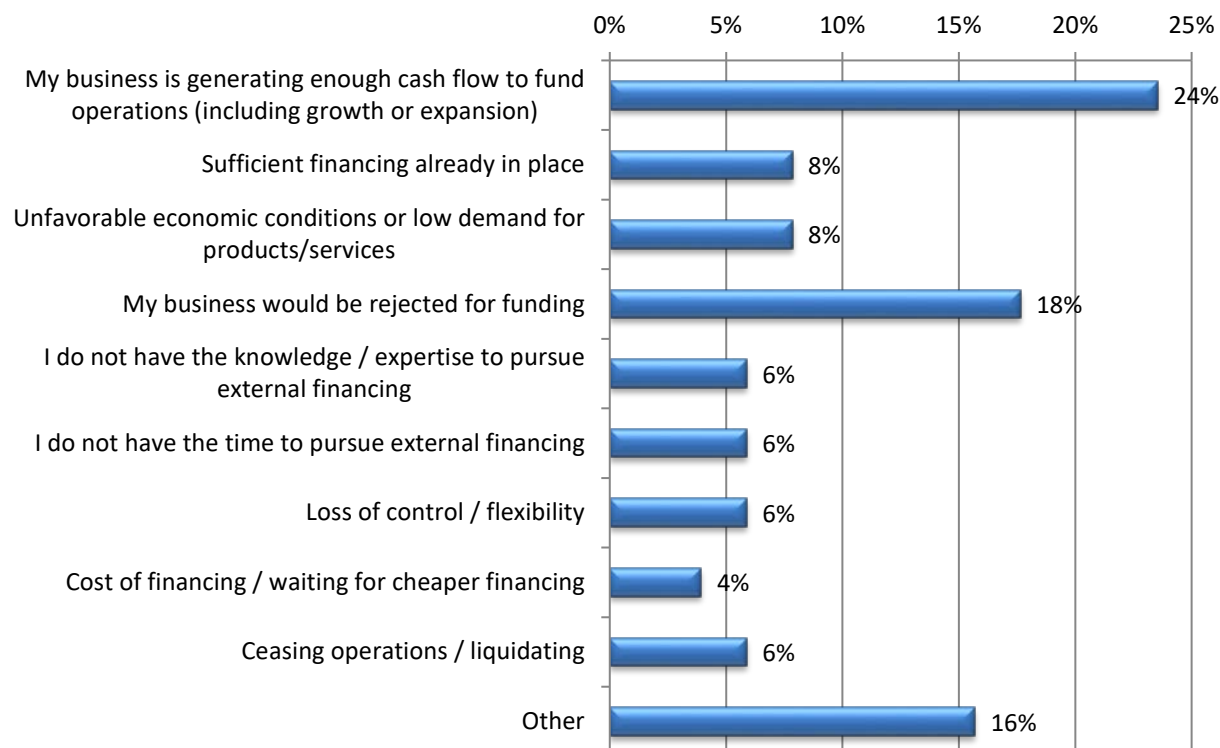 0% 5% 10% 15% 20% 25%
My business is generating enough cash flow to fund
operations (including growth or expansion)
24%
Sufficient financing already in place
8%
Unfavorable economic conditions or low demand for
products/services
8%
My business would be rejected for funding
18%
I do not have the knowledge / expertise to pursue
external financing
6%
I do not have the time to pursue external financing
6%
Loss of control / flexibility
6%
Cost of financing / waiting for cheaper financing
4%
Ceasing operations / liquidating
6%
Other
16%